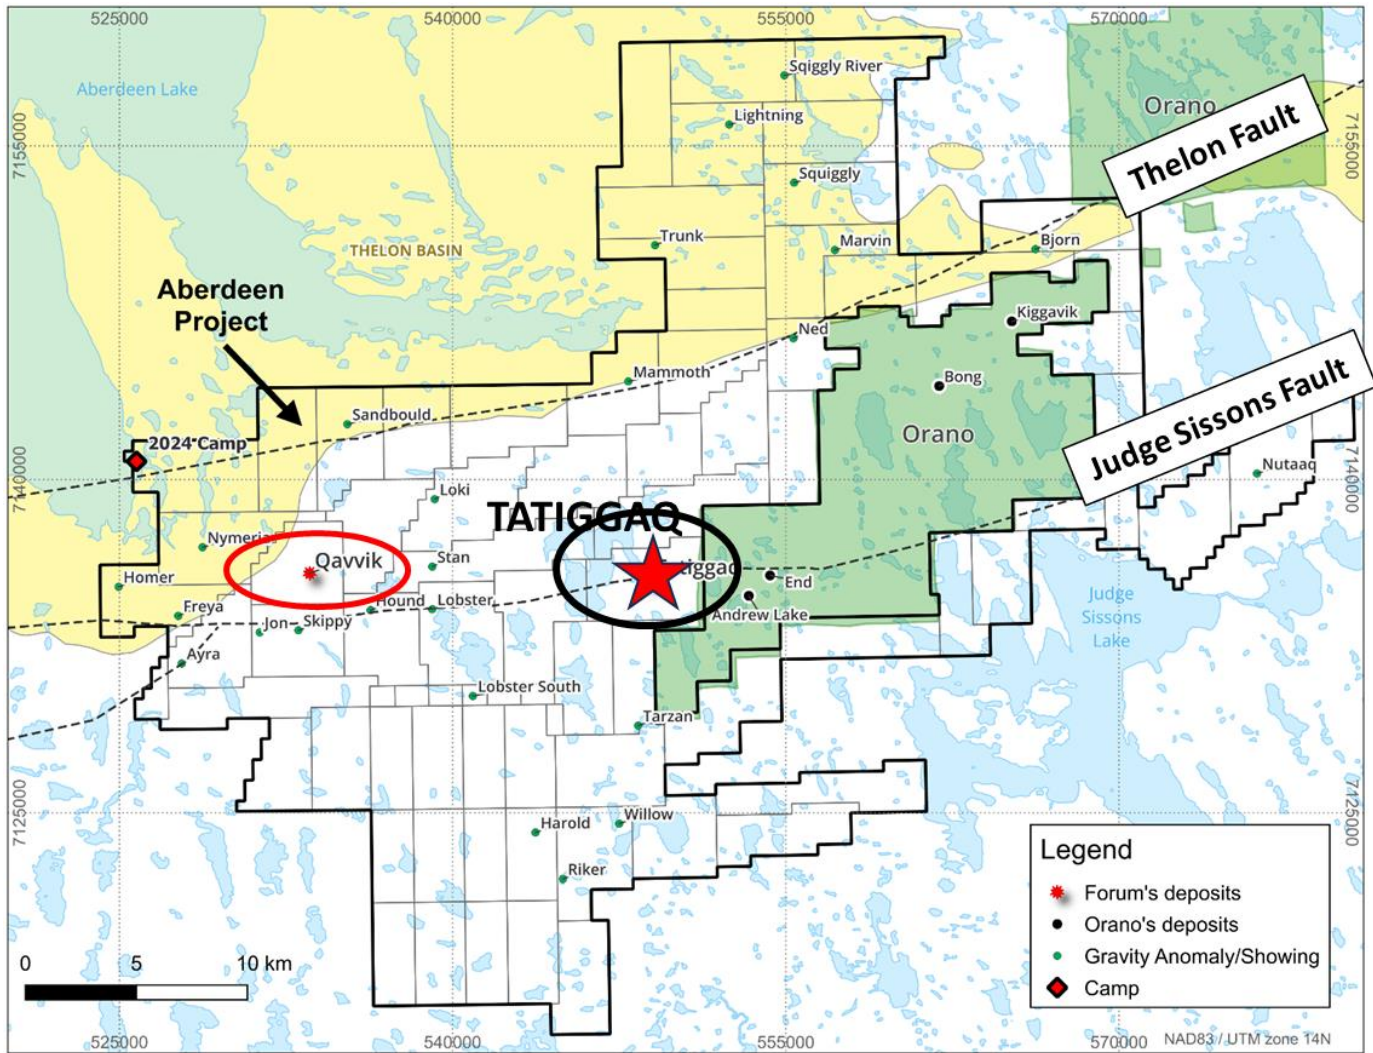 525000
540000
555000
570000
Aberdeen Lake
Sqiggly River
Orano
Lightning
Thelon Fault
7155000
7155000
Squiggly
THELON BASIN
Trunk
Marvin
Bjorn
Aberdeen
Project
Kiggavik
Ned
Mammoth
Bong
Judge Sissons Fault
Sandbould
Orano
2024 Camp
Nutaaq
7140000
7140000
Loki
TATIGGAQ
Nymeria
Qavvik
Stan
Tatiggaq
End
Homer
Hound
Lobster
Andrew Lake
Judge
Sissons
Lake
Freya
Jon
Skippy
Ayra
Lobster South
Tarzan
7125000
7125000
Harold
Willow
Riker
Legend
Forum's deposits
Orano's deposits
Gravity Anomaly/Showing
Camp
0
5
10 km
525000
540000
555000
570000
NAD83 / UTM zone 14N